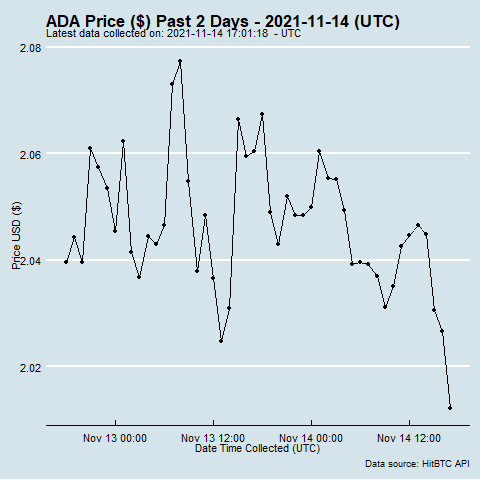 ADA Price ($) Past 2 Days - 2021-11-14 (UTC)
Latest data collected on: 2021-11-14 17:01:18 - UTC
2.08
2.06
2.04
2.02
Price USD ($)
Nov 13 00:00
Nov 13 12:00
Nov 14 00:00
Nov 14 12:00
Date Time Collected (UTC)
Data source: HitBTC API